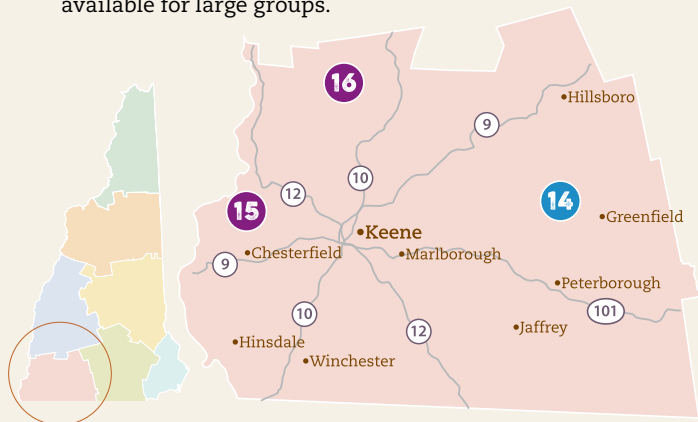 available for large groups.
16
Hillsboro
9
10
12
14
15
Greenfield
Keene
Chesterfield
Marlborough
9
Peterborough
10
101
12
Jaffrey
Hinsdale
Winchester